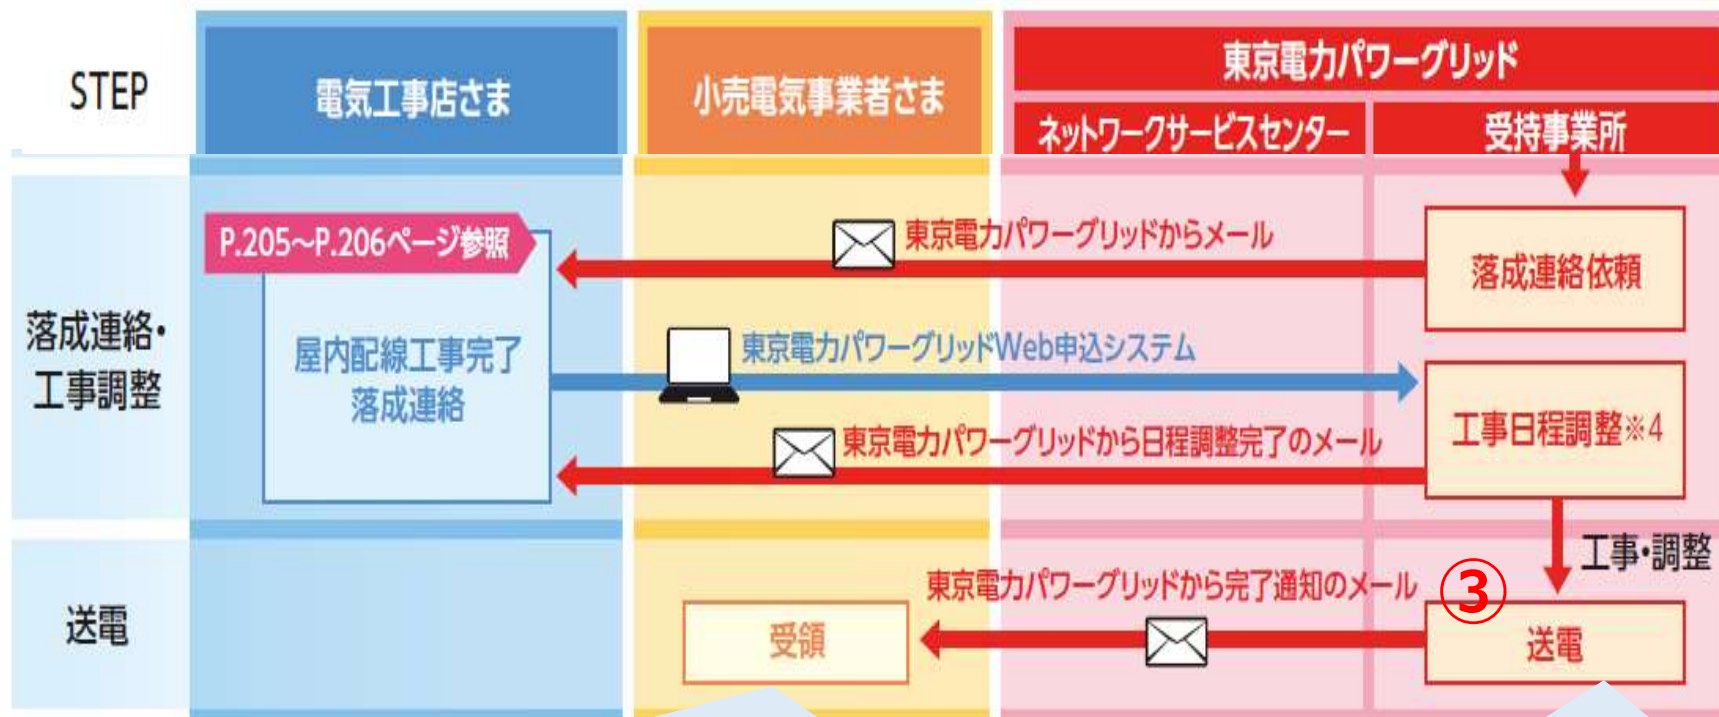 STEP
電気工事店さま
小売電気事業者さま
東京電力パワーグリッド
ネットワークサービスセンター
受持事業所
落成連絡・
工事調整
P.205～P.206ページ参照
屋内配線工事完了
落成連絡
東京電力パワーグリッドからメール
落成連絡依頼
東京電力パワーグリッドWeb申込システム
工事日程調整※4
東京電力パワーグリッドから日程調整完了のメール
工事・調整
送電
受領
東京電力パワーグリッドから完了通知のメール
③
送電